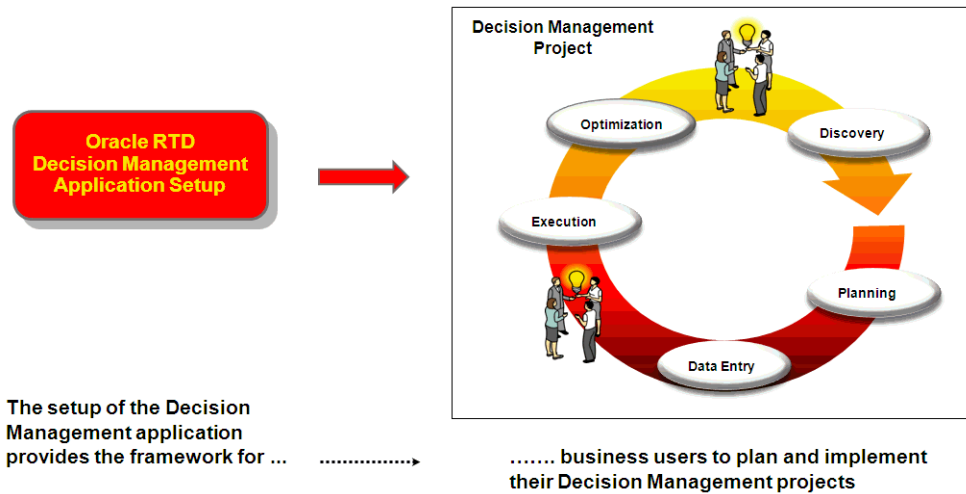 Oracle RTD
Decision Management
Application Setup
Decision Management
Project
Optimization
Discovery
Execution
Planning
Data Entry
The setup of the Decision
Management application
provides the framework for ...
....... business users to plan and implement
their Decision Management projects